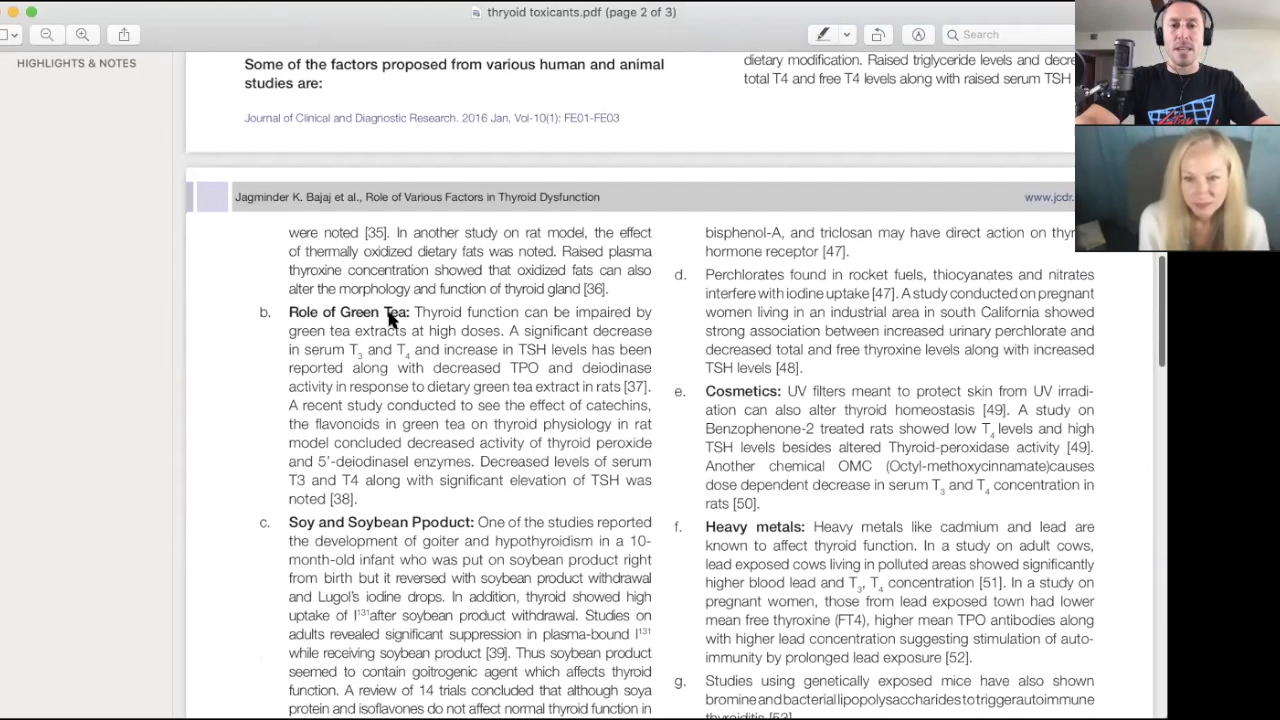 thryoid toxicants.pdf (page 2 of 3)
Search
HIGHLIGHTS & NOTES
Some of the factors proposed from various human and animal
studies are:
Journal of Clinical and Diagnostic Research. 2016 Jan, Vol-10(1): FE01-FE03
dietary modification. Raised triglyceride levels and decre
total T4 and free T4 levels along with raised serum TSH
Jagminder K. Bajaj et al., Role of Various Factors in Thyroid Dysfunction
www.jcdr.
were noted [35]. In another study on rat model, the effect
of thermally oxidized dietary fats was noted. Raised plasma
thyroxine concentration showed that oxidized fats can also
alter the morphology and function of thyroid gland [36].
b. Role of Green Tea: Thyroid function can be impaired by
green tea extracts at high doses. A significant decrease
in serum T3 and T4 and increase in TSH levels has been
reported along with decreased TPO and deiodinase
activity in response to dietary green tea extract in rats [37].
A recent study conducted to see the effect of catechins,
the flavonoids in green tea on thyroid physiology in rat
model concluded decreased activity of thyroid peroxide
and 5'-deiodinaseI enzymes. Decreased levels of serum
T3 and T4 along with significant elevation of TSH was
noted [38].
c. Soy and Soybean Ppoduct: One of the studies reported
the development of goiter and hypothyroidism in a 10-
month-old infant who was put on soybean product right
from birth but it reversed with soybean product withdrawal
and Lugol's iodine drops. In addition, thyroid showed high
uptake of I131after soybean product withdrawal. Studies on
adults revealed significant suppression in plasma-bound I131
while receiving soybean product [39]. Thus soybean product
seemed to contain goitrogenic agent which affects thyroid
function. A review of 14 trials concluded that although soya
protein and isoflavones do not affect normal thyroid function in
bisphenol-A, and triclosan may have direct action on thyr
hormone receptor [47].
d. Perchlorates found in rocket fuels, thiocyanates and nitrates
interfere with iodine uptake [47]. A study conducted on pregnant
women living in an industrial area in south California showed
strong association between increased urinary perchlorate and
decreased total and free thyroxine levels along with increased
TSH levels [48].
e. Cosmetics: UV filters meant to protect skin from UV irradi-
ation can also alter thyroid homeostasis [49]. A study on
Benzophenone-2 treated rats showed low T4 levels and high
TSH levels besides altered Thyroid-peroxidase activity [49].
Another chemical OMC (Octyl-methoxycinnamate)causes
dose dependent decrease in serum T3 and T4 concentration in
rats [50].
f. Heavy metals: Heavy metals like cadmium and lead are
known to affect thyroid function. In a study on adult cows,
lead exposed cows living in polluted areas showed significantly
higher blood lead and T3, T4 concentration [51]. In a study on
pregnant women, those from lead exposed town had lower
mean free thyroxine (FT4), higher mean TPO antibodies along
with higher lead concentration suggesting stimulation of auto-
immunity by prolonged lead exposure [52].
g. Studies using genetically exposed mice have also shown
bromine and bacterial lipopolysaccharides to trigger autoimmune
thyroiditis [53].